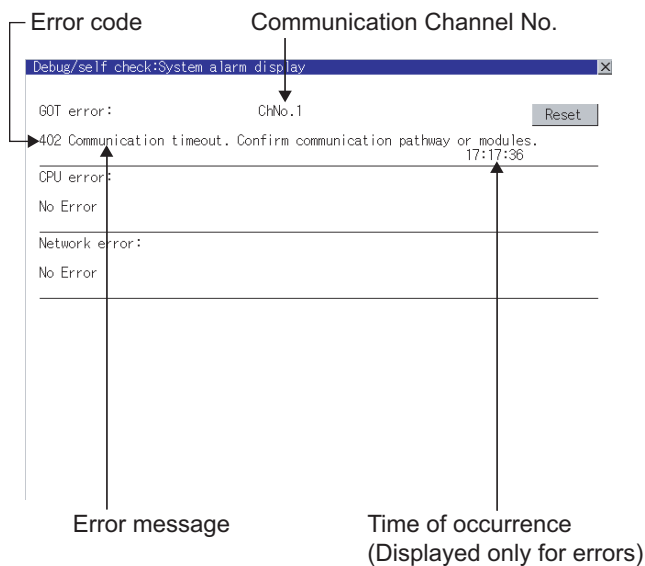 Error code
Communication Channel No.
Debug/self check:System alarm display
GOT error:
ChNo.1
Reset
402 Communication timeout. Confirm communication pathway or modules.
17:17:36
CPU error:
No Error
Network error:
No Error
Error message
Time of occurrence
(Displayed only for errors)